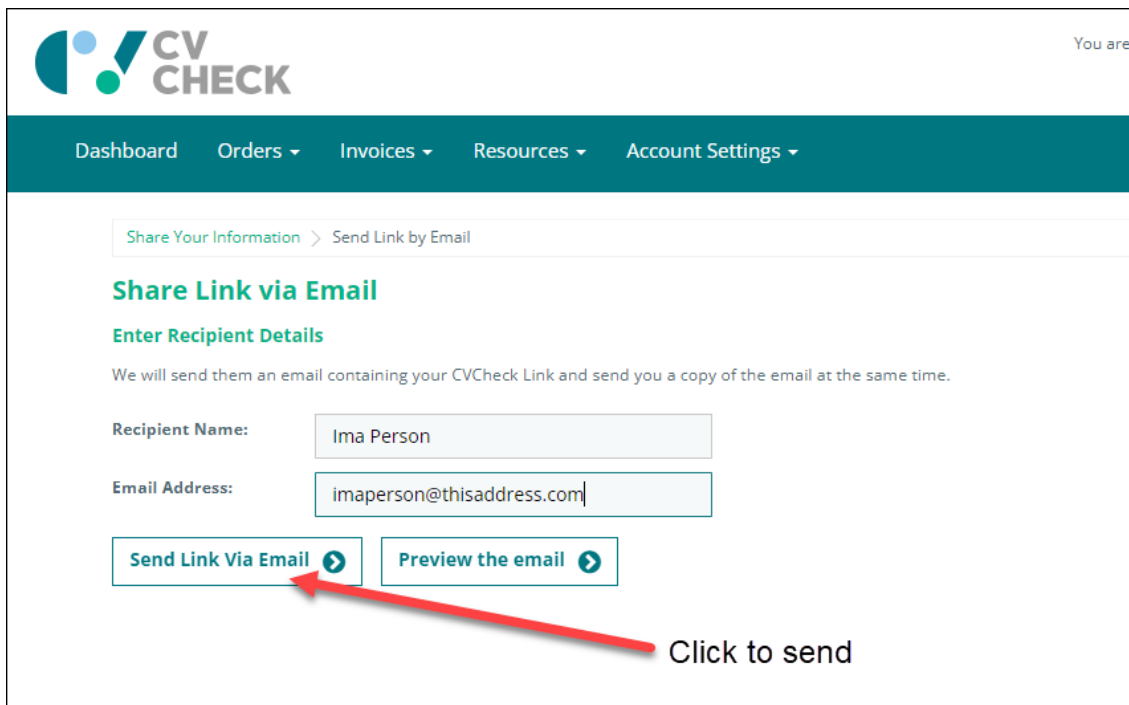 CV
CHECK
You are
Dashboard Orders Invoices Resources Account Settings
Share Your Information > Send Link by Email
Share Link via Email
Enter Recipient Details
We will send them an email containing your CVCheck Link and send you a copy of the email at the same time.
Recipient Name: Ima Person
Email Address: imaperson@thisaddress.com
Send Link Via Email Preview the email
Click to send